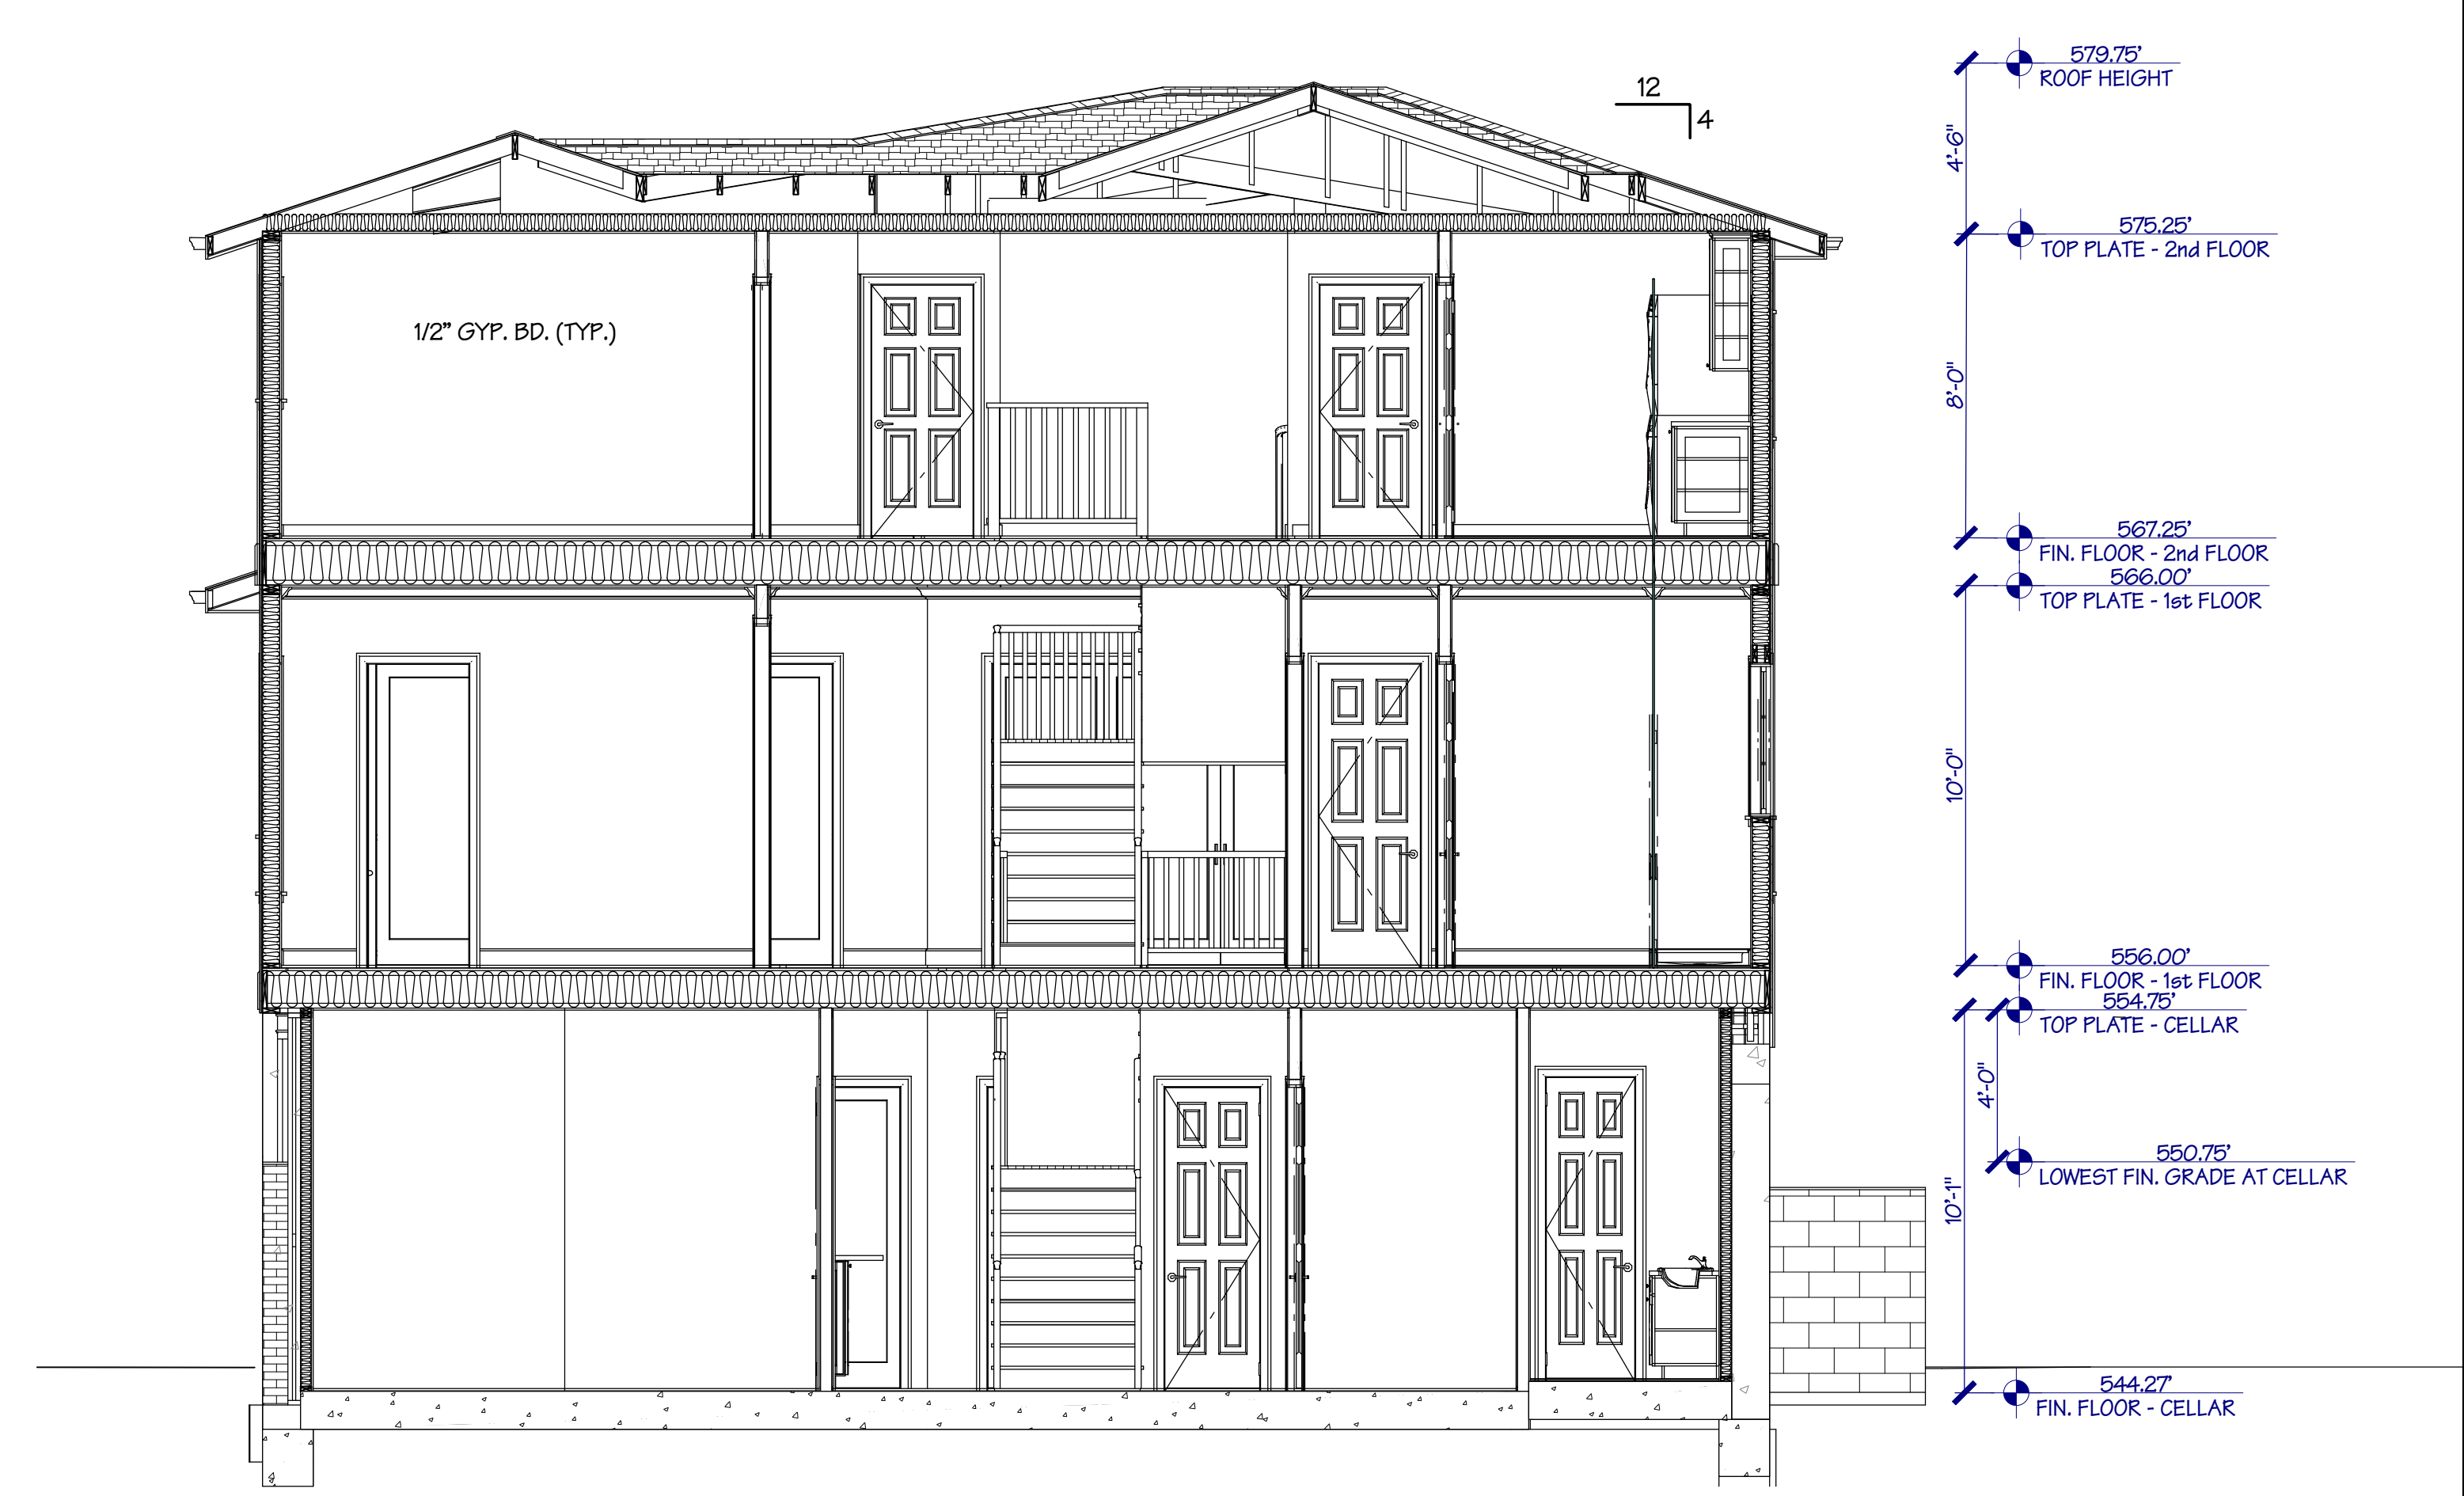 579.75'
ROOF HEIGHT
12
4
4'-6"
575.25'
TOP PLATE - 2nd FLOOR
1/2” GYP. BD. (TYP.)
8'-0"
567.25'
FIN. FLOOR - 2nd FLOOR
566.00'
TOP PLATE - 1st FLOOR
10'-0"
556.00'
FIN. FLOOR - 1st FLOOR
554.75'
TOP PLATE - CELLAR
4'-0"
550.75'
LOWEST FIN. GRADE AT CELLAR
10'-1"
544.27'
FIN. FLOOR - CELLAR